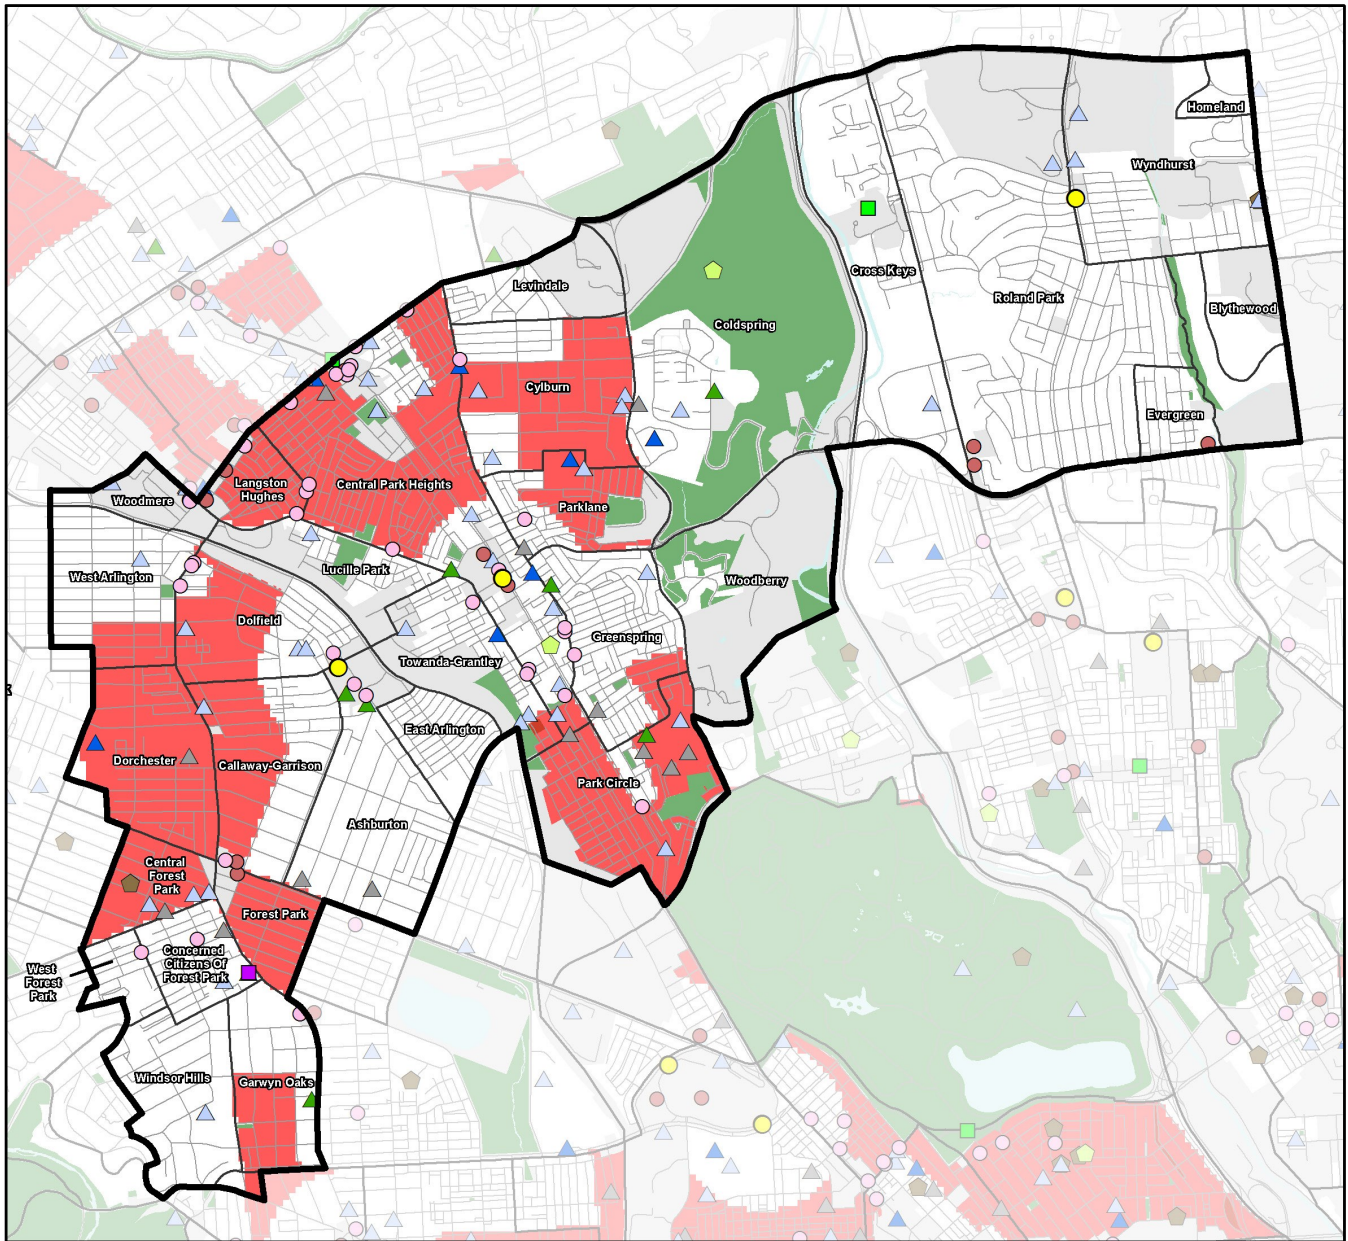 Homeland
Wyndhurst
Cross Keys
Levindale
Roland Park
Blythewood
Coldspring
Cylburn
Evergreen
Langston
Hughes
Central Park Heights
Woodmere
Parklane
West Arlington
Lucille Park
Woodberry
Dolfield
Greenspring
Towanda-Grantley
East Arlington
Dorchester
Callaway-Garrison
Park Circle
Ashburton
Central
Forest
Park
Forest Park
Concerned
Citizens Of
Forest Park
West
Forest
Park
Windsor Hills
Garwyn Oaks